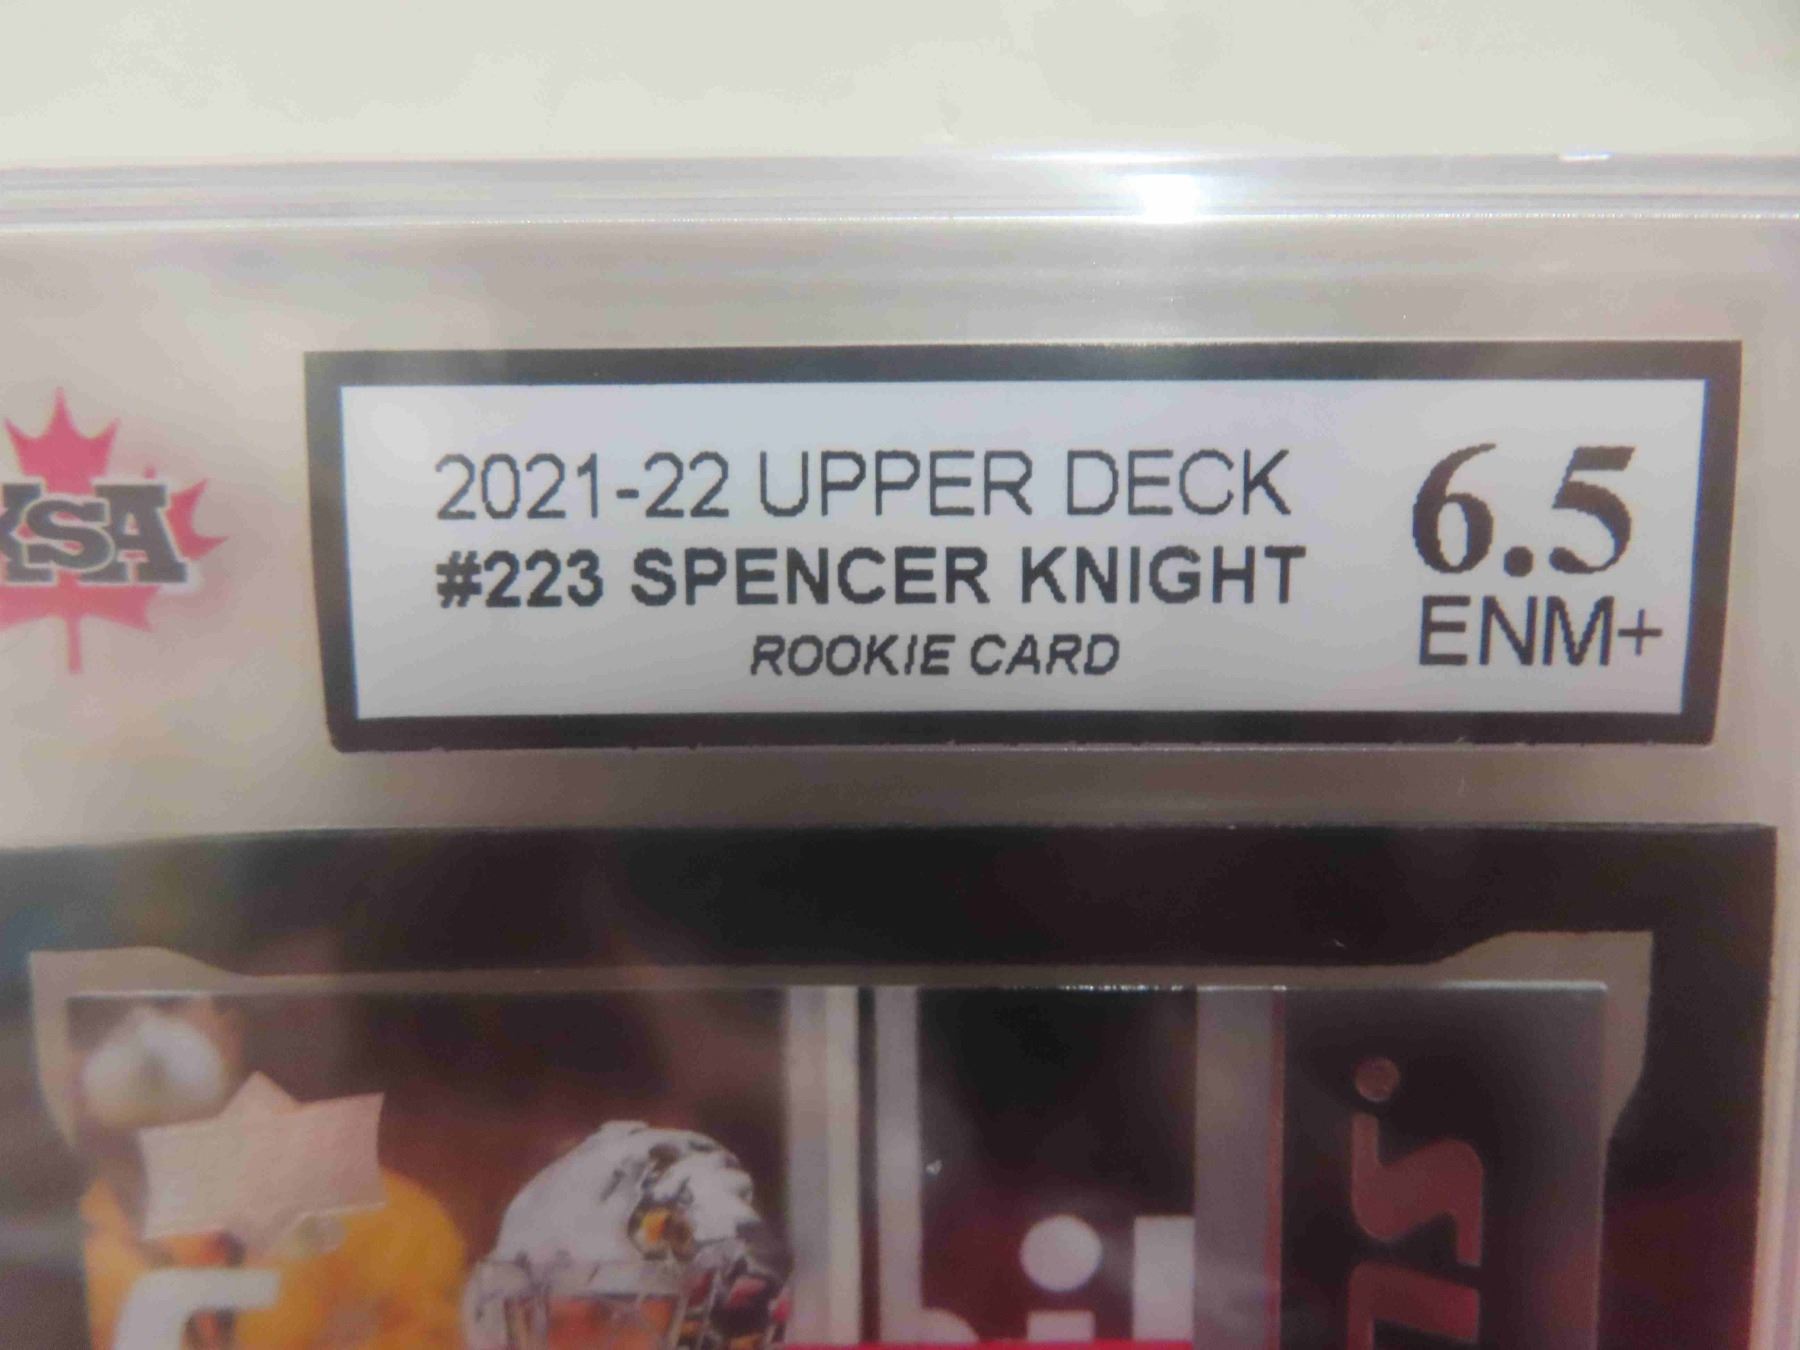 2021-22 UPPER DECK
#223 SPENCER KNIGHT
ROOKIE CARD
6.5
ENM+
KSA